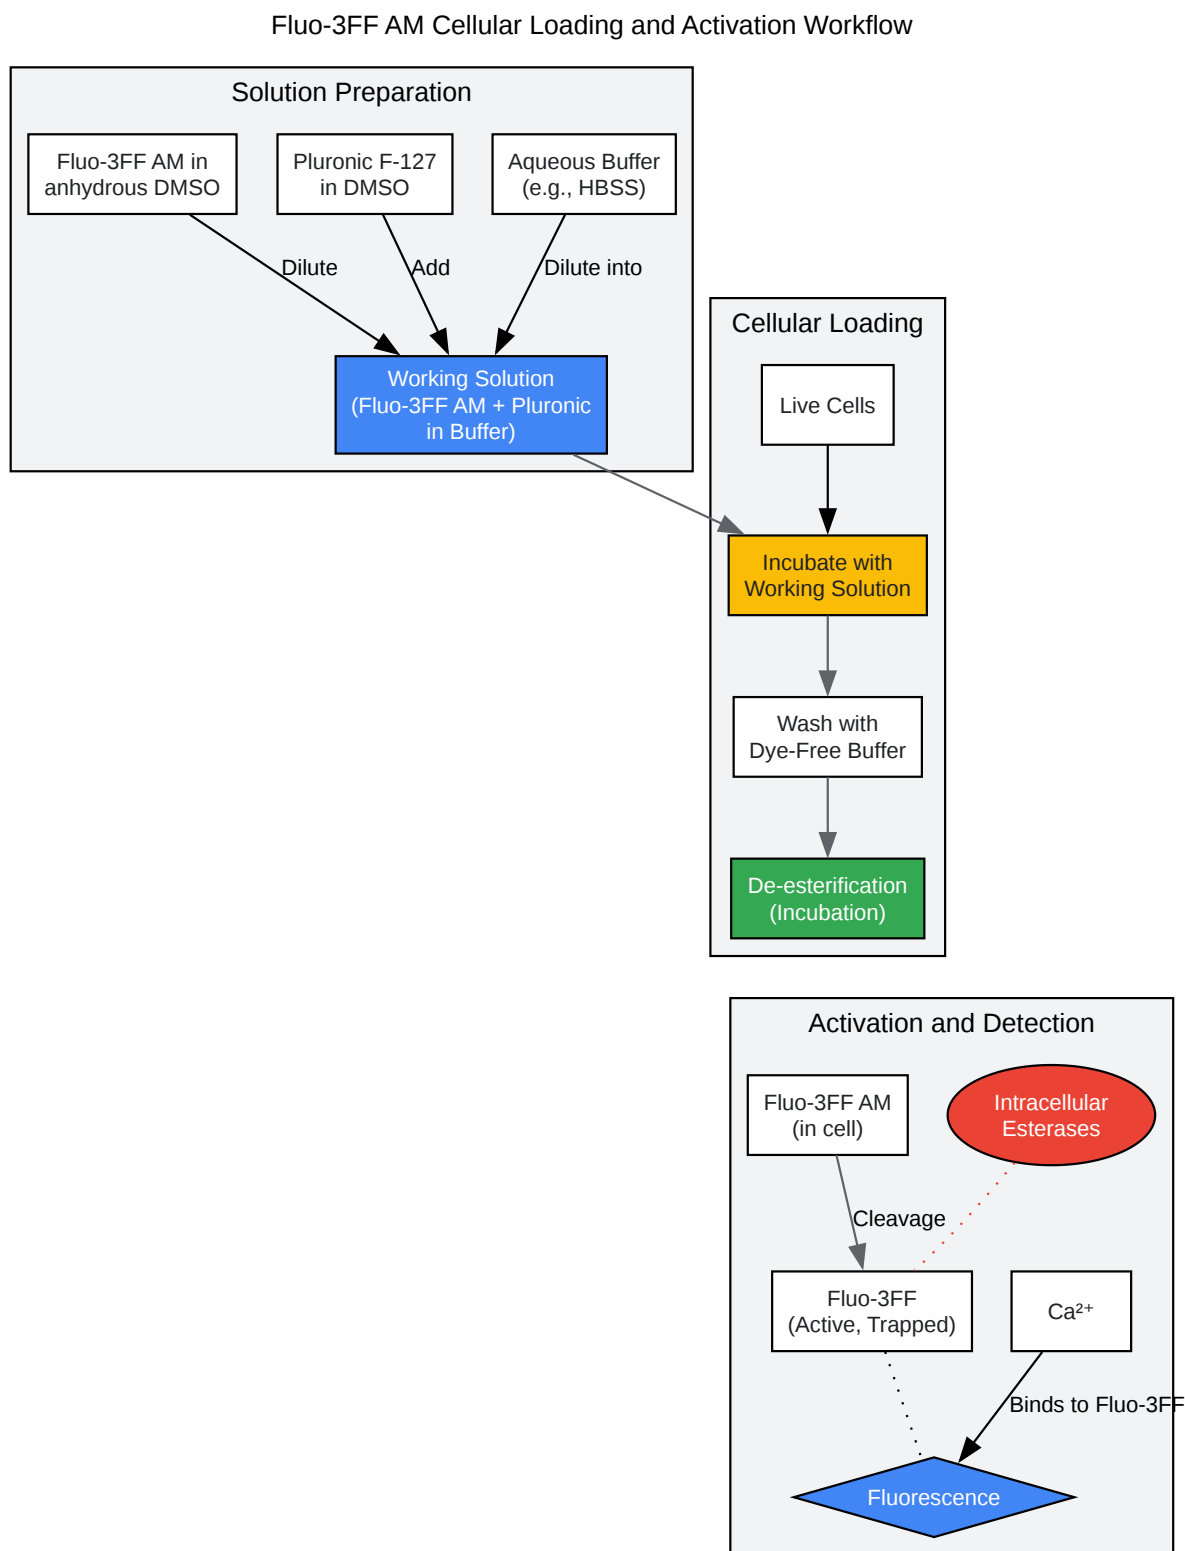 Fluo-3FF AM Cellular Loading and Activation Workflow
Solution Preparation
Fluo-3FF AM in
anhydrous DMSO
Pluronic F-127
in DMSO
Aqueous Buffer
(e.g., HBSS)
Dilute
Add
Dilute into
Working Solution
(Fluo-3FF AM + Pluronic
in Buffer)
Cellular Loading
Live Cells
Incubate with
Working Solution
Wash with
Dye-Free Buffer
De-esterification
(Incubation)
Activation and Detection
Fluo-3FF AM
(in cell)
Intracellular
Esterases
Cleavage
Fluo-3FF
(Active, Trapped)
Ca²⁺
Binds to Fluo-3FF
Fluorescence